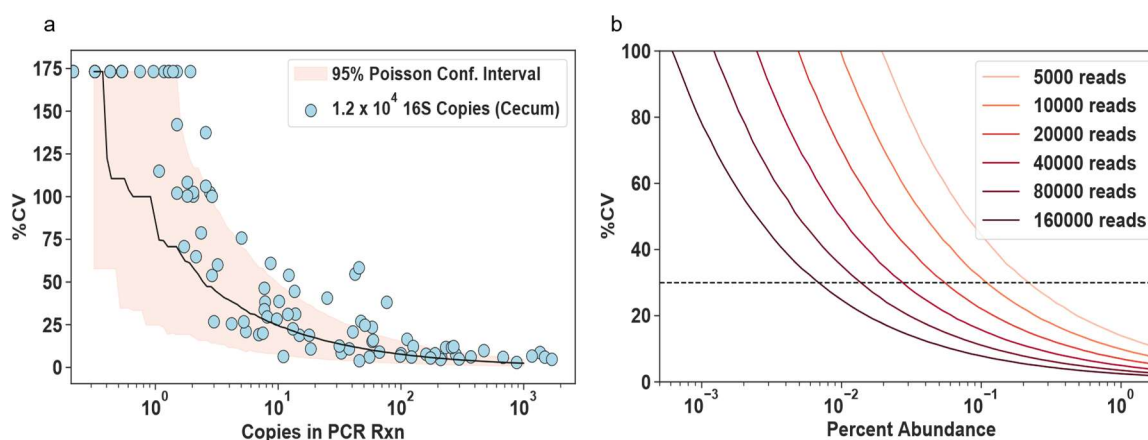 a
%CV
175
150
125
100
75
50
25
0
95% Poisson Conf. Interval
1.2 x 10^4 16S Copies (Cecum)
10^0
10^1
10^2
10^3
Copies in PCR Rxn
b
%CV
100
80
60
40
20
0
5000 reads
10000 reads
20000 reads
40000 reads
80000 reads
160000 reads
10^−3
10^−2
10^−1
10^0
Percent Abundance